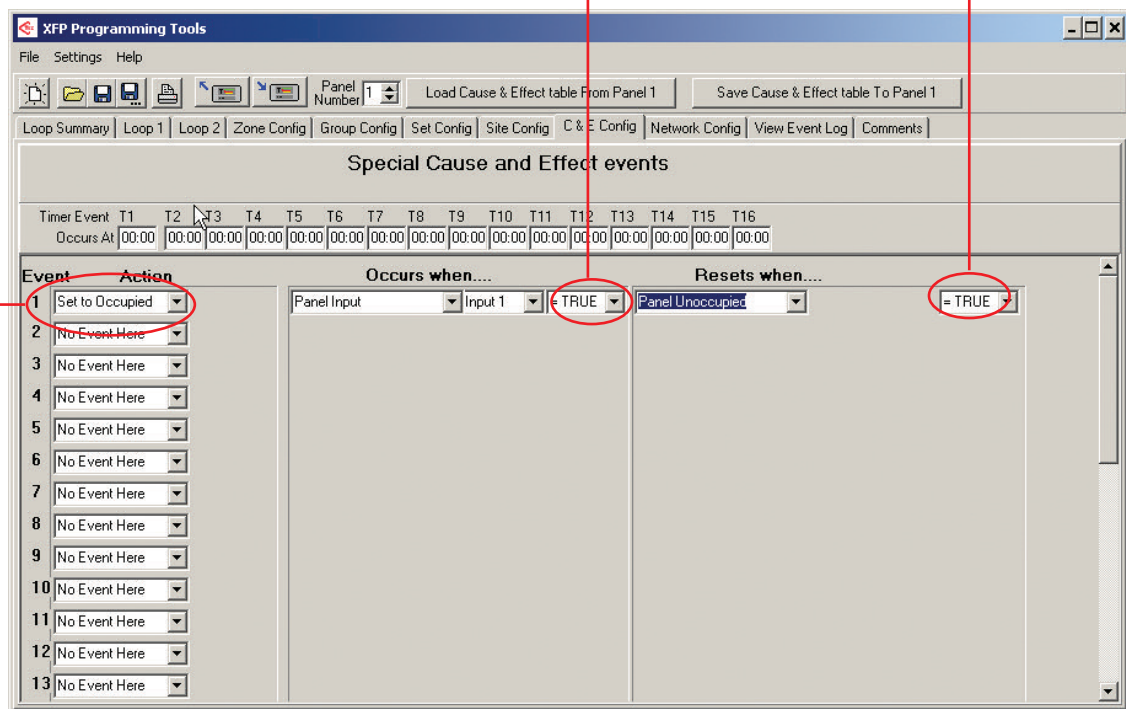 XFP Programming Tools
File Settings Help
Panel Number 1 Load Cause & Effect table From Panel 1 Save Cause & Effect table To Panel 1
Loop Summary Loop 1 Loop 2 Zone Config Group Config Set Config Site Config C & E Config Network Config View Event Log Comments
Special Cause and Effect events
Timer Event T1 T2 T3 T4 T5 T6 T7 T8 T9 T10 T11 T12 T13 T14 T15 T16
Occurs At 00:00 00:00 00:00 00:00 00:00 00:00 00:00 00:00 00:00 00:00 00:00 00:00 00:00 00:00 00:00 00:00
Event Action Occurs when.... Resets when....
1 Set to Occupied Panel Input Input 1 = TRUE Panel Unoccupied = TRUE
2 No Event Here
3 No Event Here
4 No Event Here
5 No Event Here
6 No Event Here
7 No Event Here
8 No Event Here
9 No Event Here
10 No Event Here
11 No Event Here
12 No Event Here
13 No Event Here